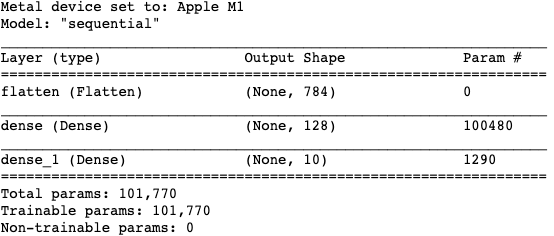 Metal device set to: Apple M1
Model: "sequential"
_________________________________________________________________
Layer (type)                 Output Shape              Param #
=================================================================
flatten (Flatten)            (None, 784)               0
_________________________________________________________________
dense (Dense)                (None, 128)               100480
_________________________________________________________________
dense_1 (Dense)              (None, 10)                1290
=================================================================
Total params: 101,770
Trainable params: 101,770
Non-trainable params: 0